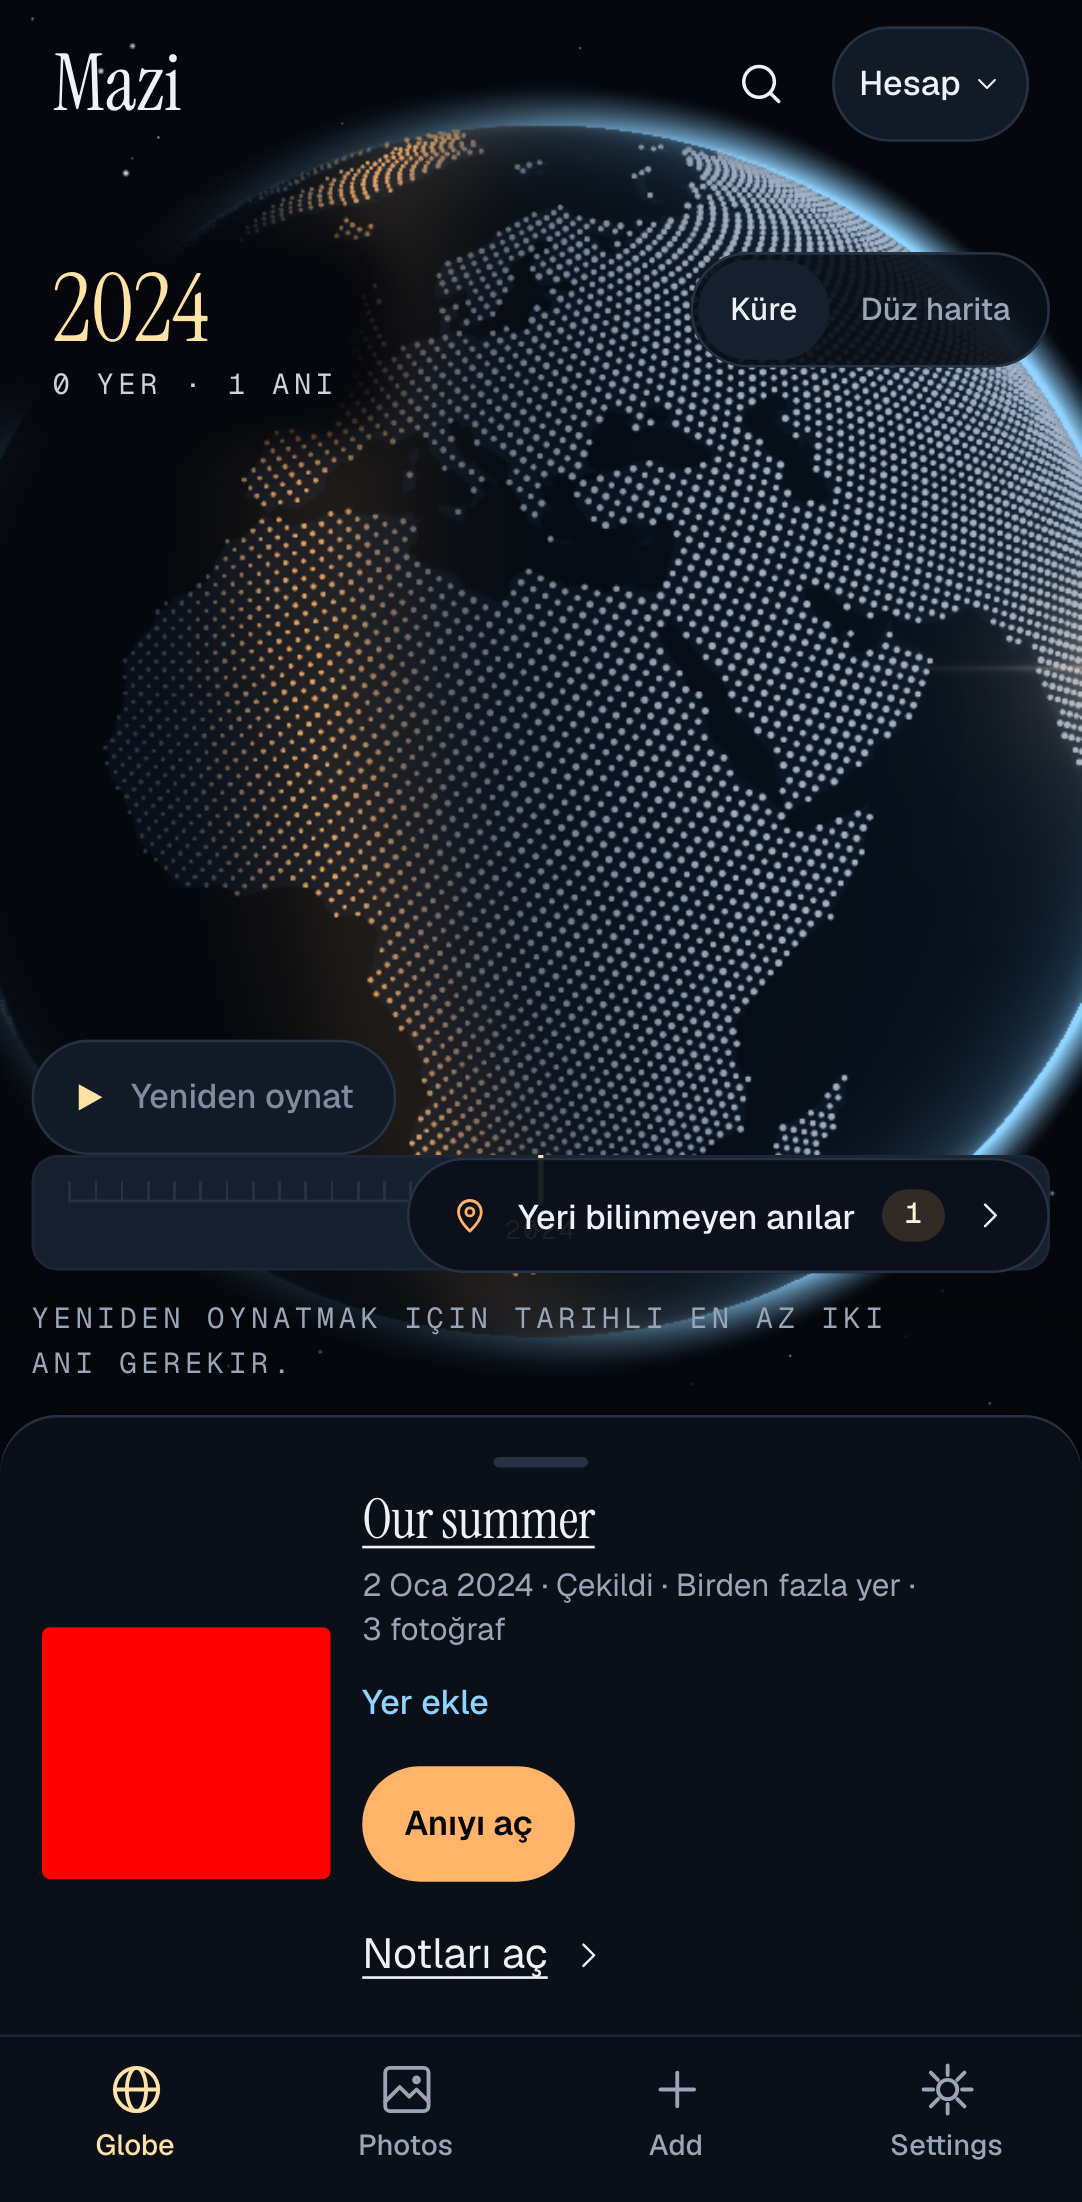 Mazi
Hesap
2024
0 YER · 1 ANI
Küre
Düz harita
Yeniden oynat
2024
Yeri bilinmeyen anılar 1
YENIDEN OYNATMAK IÇIN TARIHLI EN AZ IKI
ANI GEREKIR.
Our summer
2 Oca 2024 · Çekildi · Birden fazla yer ·
3 fotoğraf
Yer ekle
Anıyı aç
Notları aç
Globe
Photos
Add
Settings